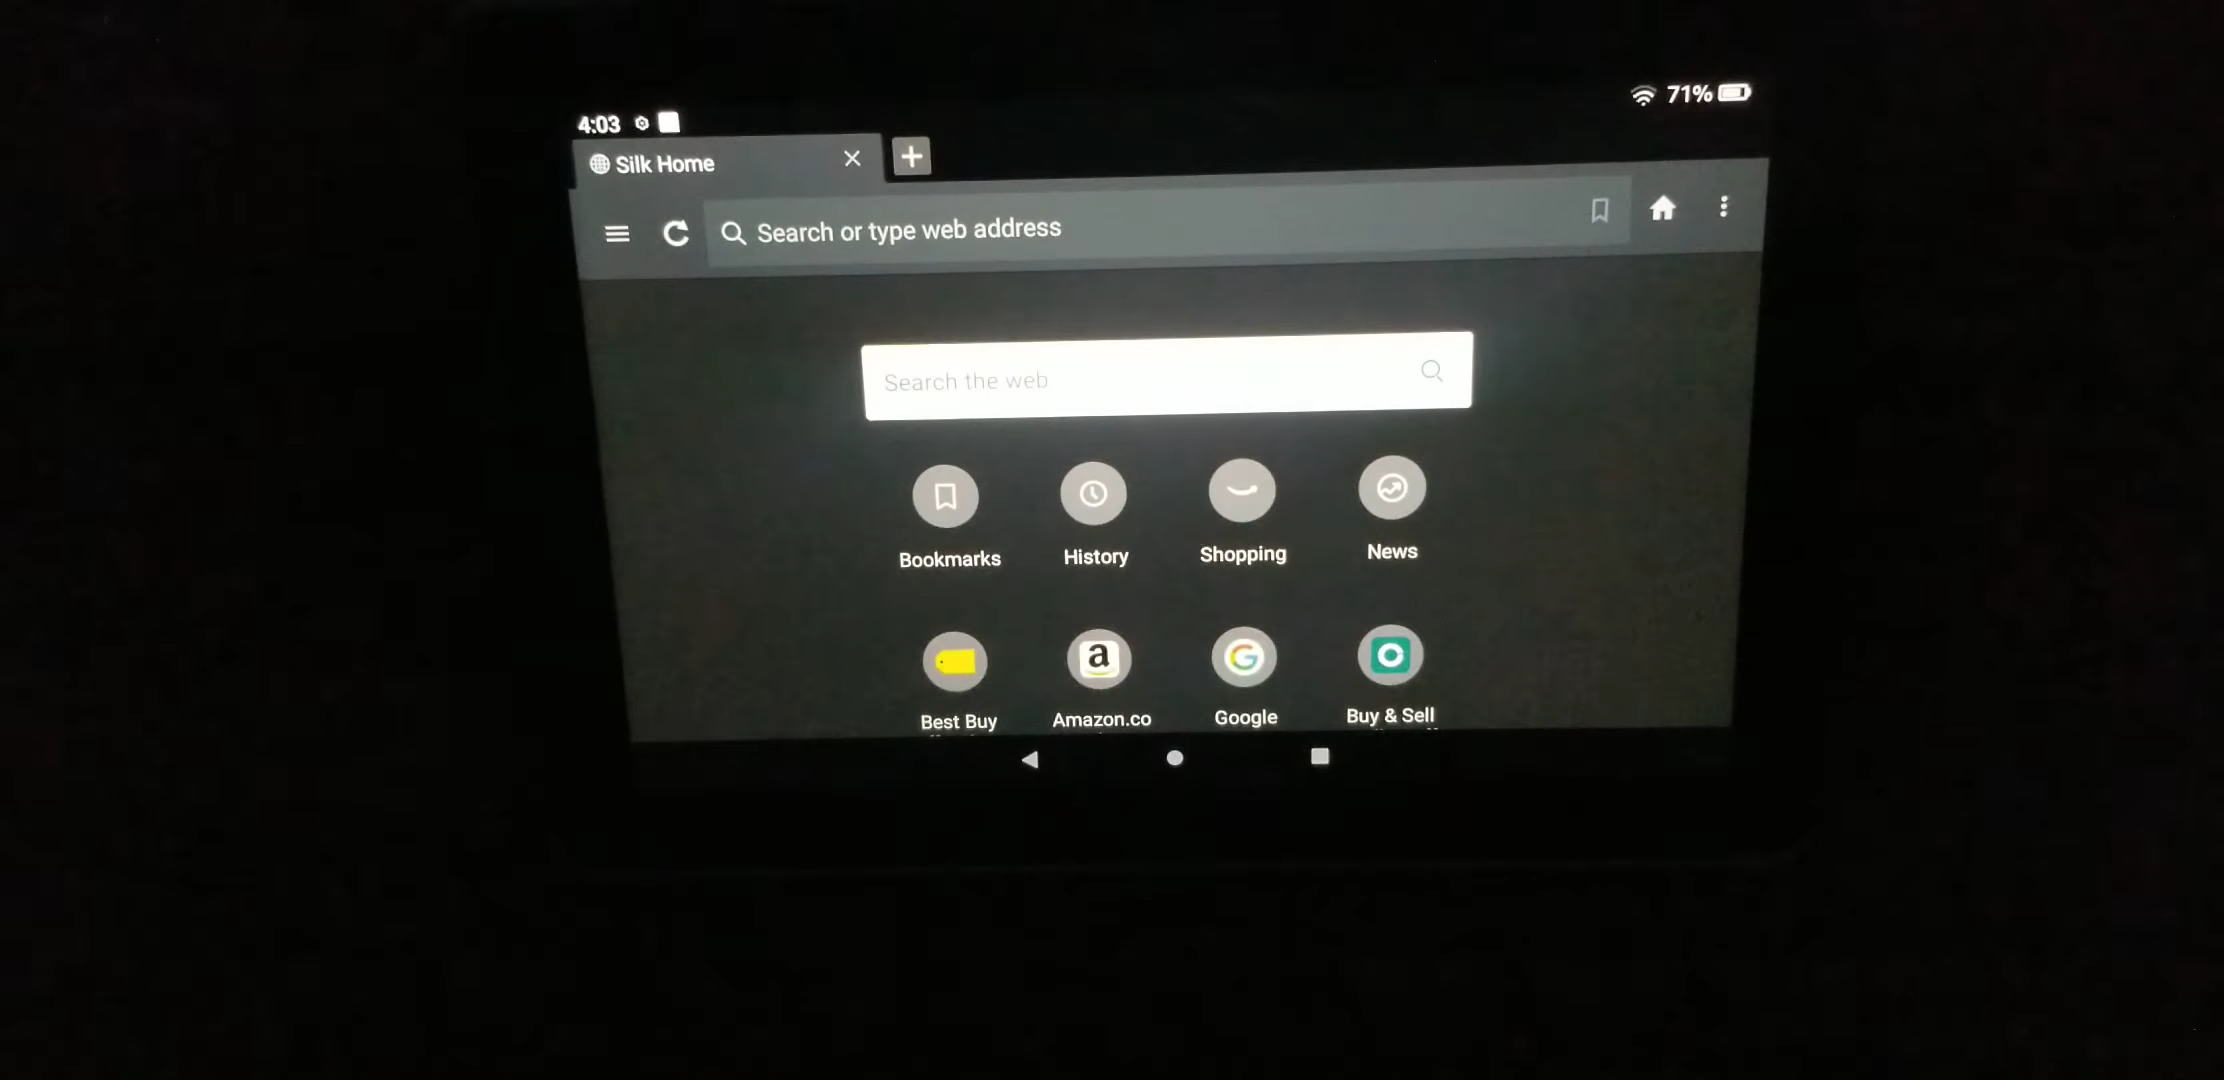 4:03
71%
Silk Home
Search or type web address
Search the web
Bookmarks
History
Shopping
News
a
G
Best Buy
Amazon.co
Google
Buy & Sell